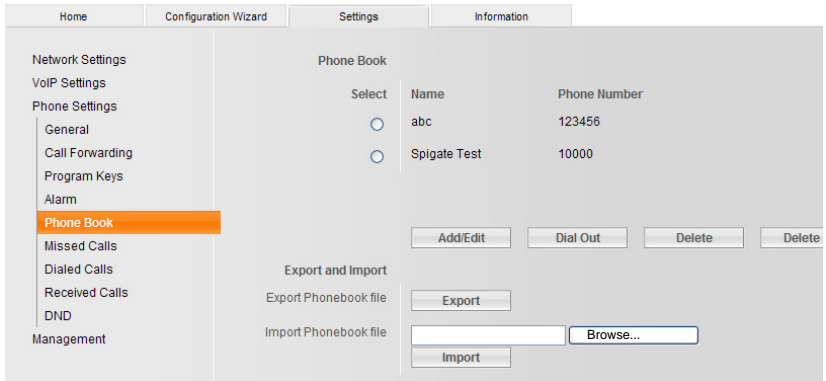 Home Configuration Wizard Settings Information
Network Settings
VoIP Settings
Phone Settings
General
Call Forwarding
Program Keys
Alarm
Phone Book
Missed Calls
Dialed Calls
Received Calls
DND
Management
Phone Book
Select Name Phone Number
abc 123456
Spigate Test 10000
Add/Edit Dial Out Delete Delete
Export and Import
Export Phonebook file Export
Import Phonebook file Browse...
Import